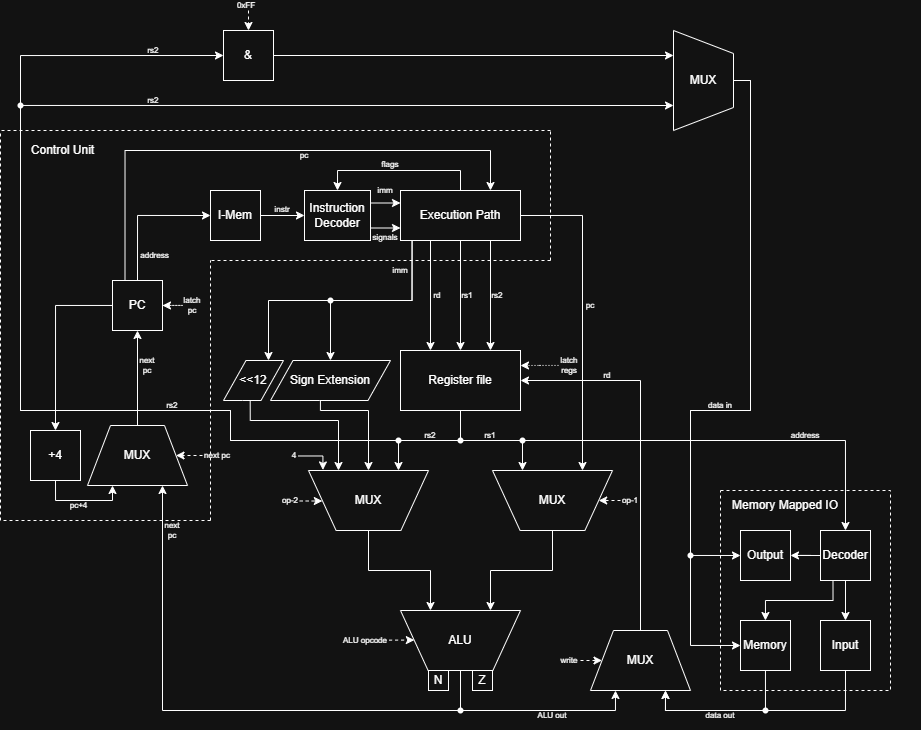 0xFF
rs2
&
MUX
rs2
Control Unit
pc
flags
imm
I-Mem
instr
Instruction
Decoder
Execution Path
signals
address
imm
rd
rs1
rs2
PC
latch
pc
pc
next
pc
latch
regs
<<12
Sign Extension
Register file
rd
rs2
data in
rs2
rs1
address
+4
MUX
next pc
4
MUX
op-2
MUX
op-1
pc+4
next
pc
Memory Mapped IO
Output
Decoder
ALU opcode
ALU
Memory
Input
write
MUX
N
Z
ALU out
data out